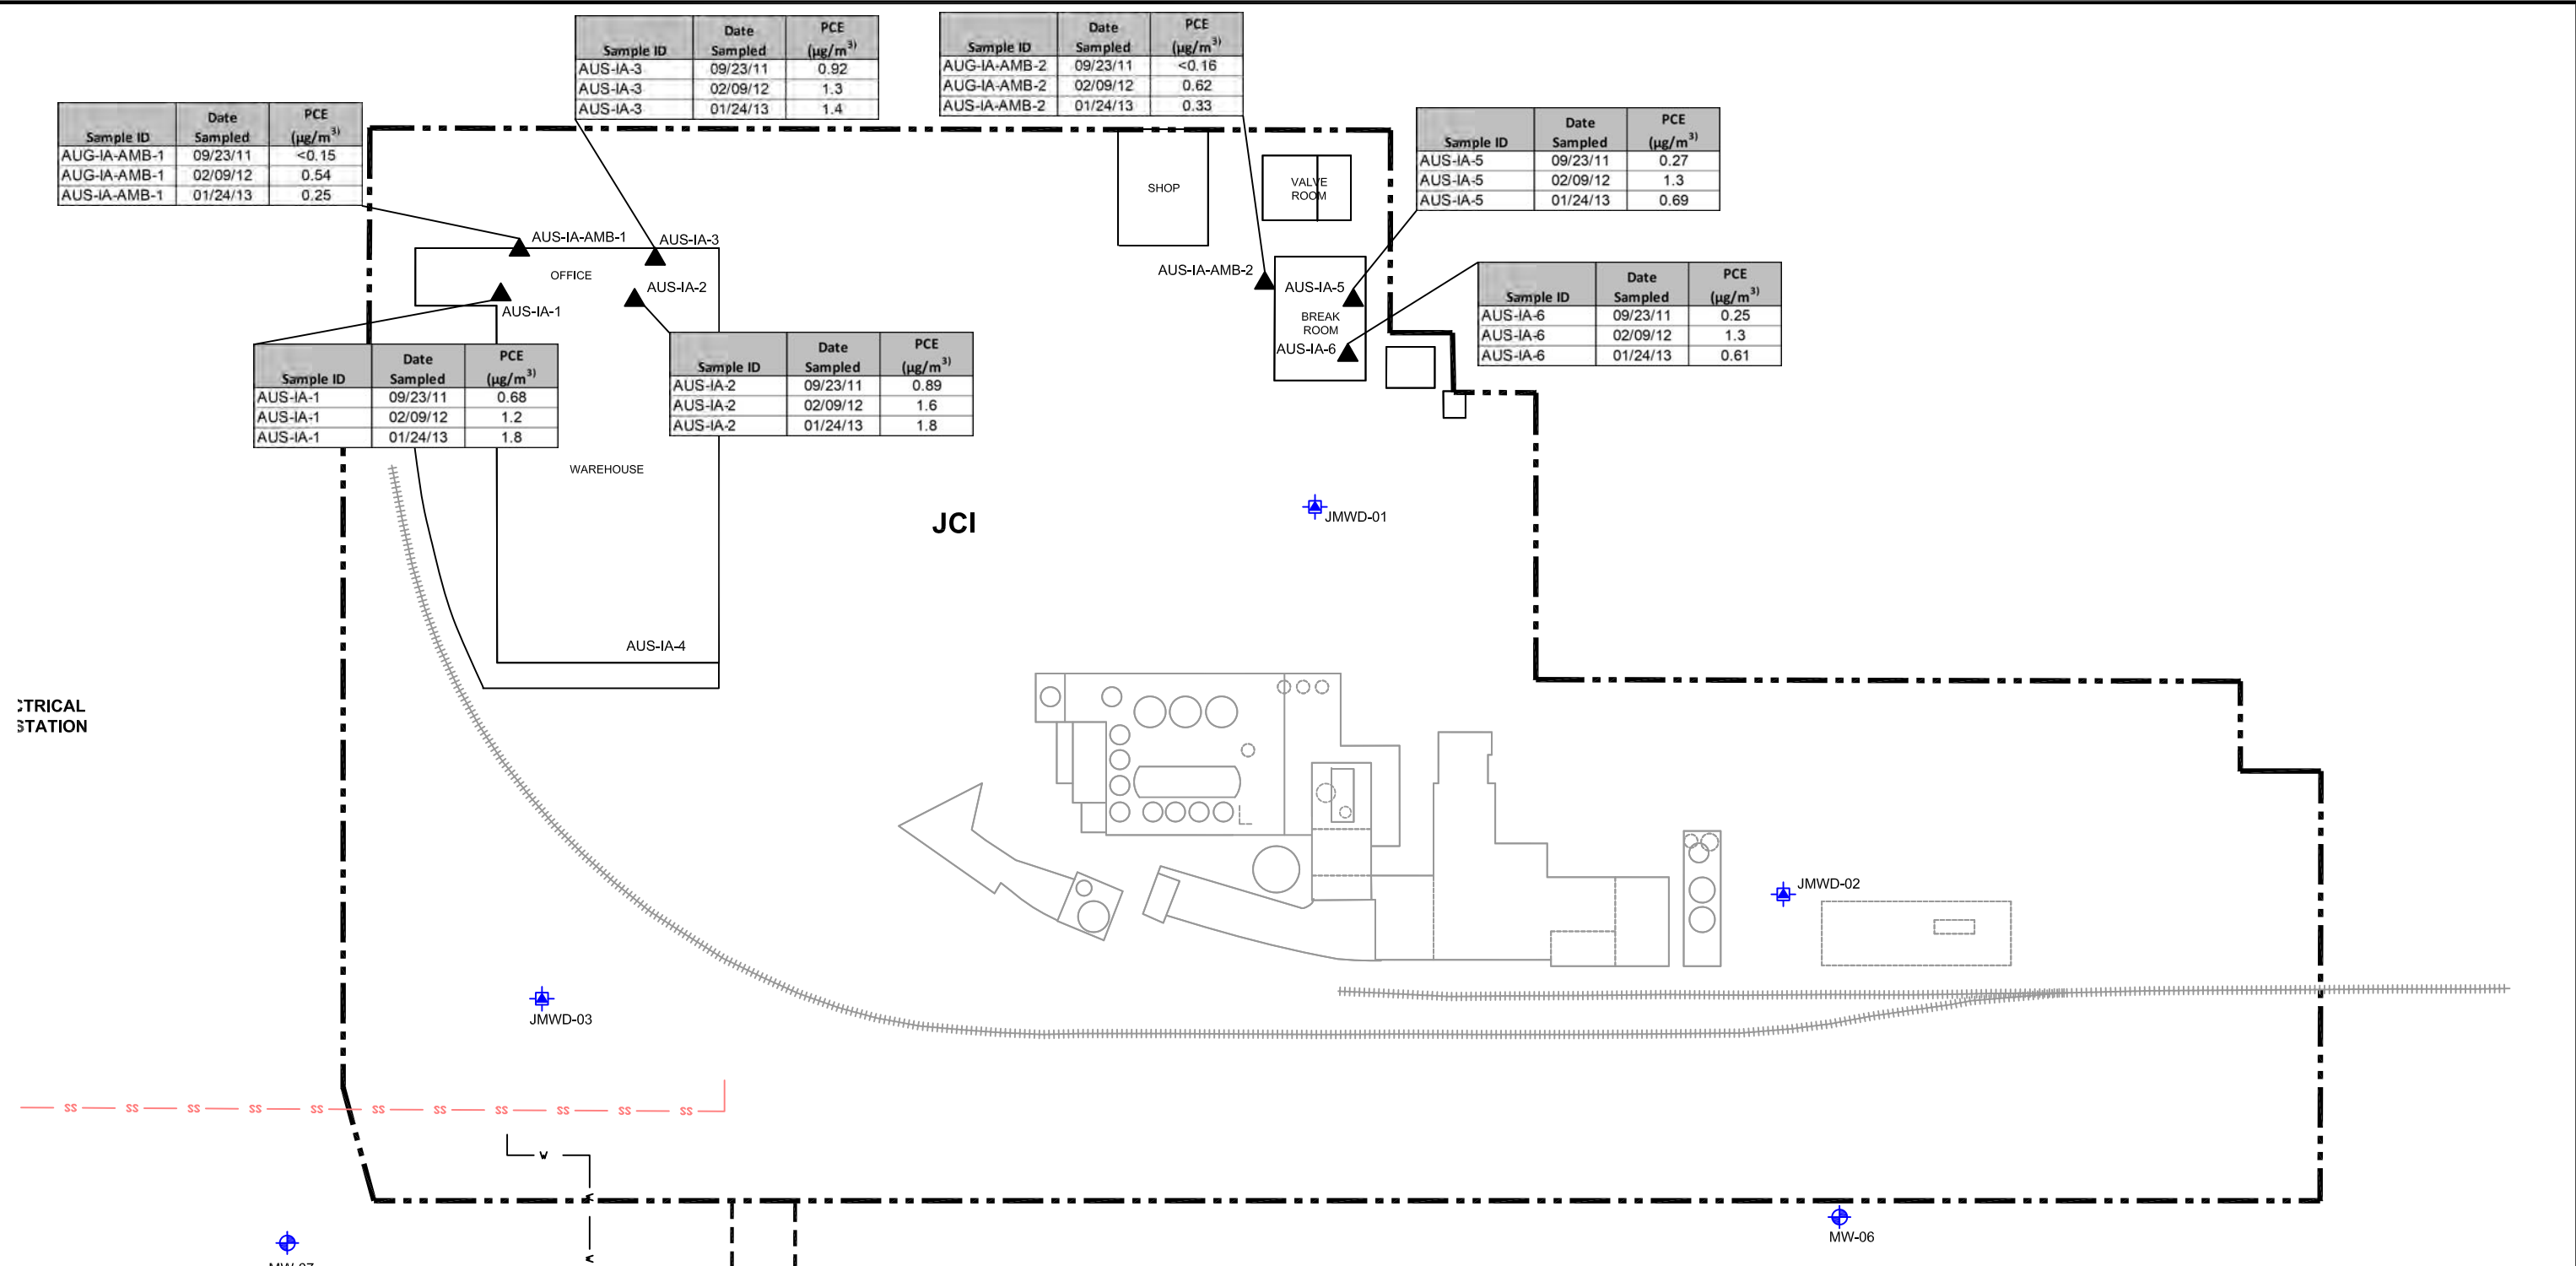 Sample ID Date Sampled PCE (µg/m³)
AUS-IA-3 09/23/11 0.92
AUS-IA-3 02/09/12 1.3
AUS-IA-3 01/24/13 1.4
Sample ID Date Sampled PCE (µg/m³)
AUG-IA-AMB-2 09/23/11 <0.16
AUG-IA-AMB-2 02/09/12 0.62
AUS-IA-AMB-2 01/24/13 0.33
Sample ID Date Sampled PCE (µg/m³)
AUG-IA-AMB-1 09/23/11 <0.15
AUG-IA-AMB-1 02/09/12 0.54
AUS-IA-AMB-1 01/24/13 0.25
Sample ID Date Sampled PCE (µg/m³)
AUS-IA-5 09/23/11 0.27
AUS-IA-5 02/09/12 1.3
AUS-IA-5 01/24/13 0.69
SHOP
VALVE
ROOM
AUS-IA-AMB-1
AUS-IA-3
OFFICE
AUS-IA-2
AUS-IA-1
AUS-IA-AMB-2
AUS-IA-5
BREAK
ROOM
AUS-IA-6
Sample ID Date Sampled PCE (µg/m³)
AUS-IA-6 09/23/11 0.25
AUS-IA-6 02/09/12 1.3
AUS-IA-6 01/24/13 0.61
Sample ID Date Sampled PCE (µg/m³)
AUS-IA-1 09/23/11 0.68
AUS-IA-1 02/09/12 1.2
AUS-IA-1 01/24/13 1.8
Sample ID Date Sampled PCE (µg/m³)
AUS-IA-2 09/23/11 0.89
AUS-IA-2 02/09/12 1.6
AUS-IA-2 01/24/13 1.8
WAREHOUSE
JCI
JMWD-01
AUS-IA-4
CTRICAL
STATION
JMWD-02
JMWD-03
SS SS SS SS SS SS SS SS SS SS SS
W
W
W
MW-06
MW-07